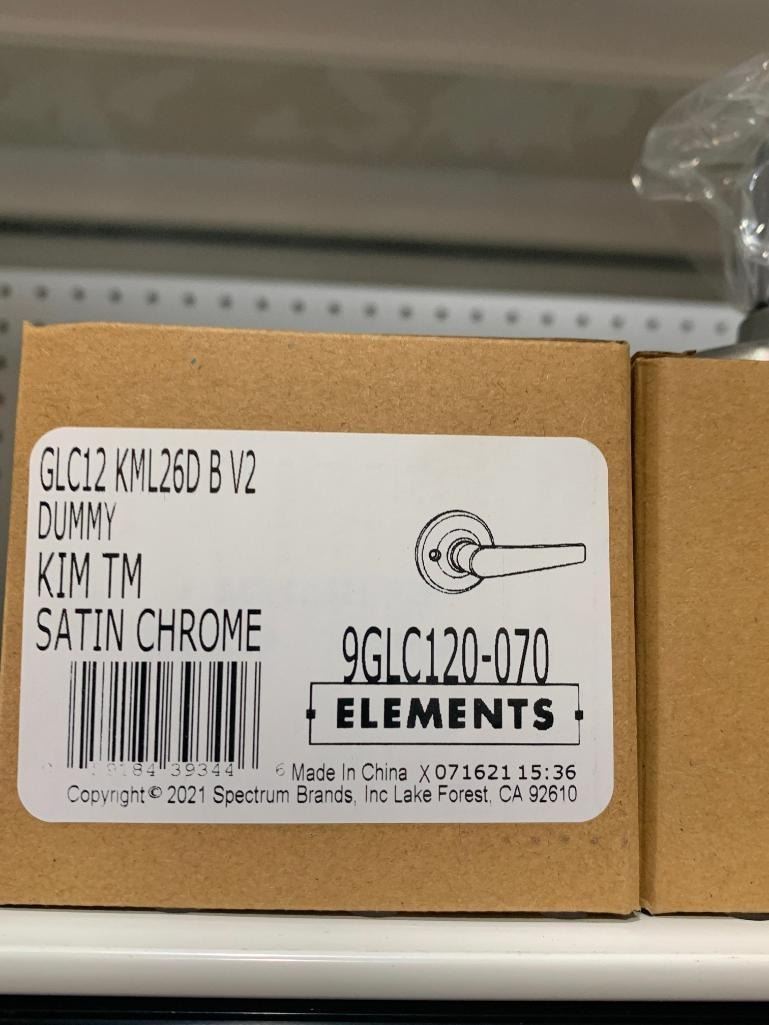 GLC12 KML26D B V2
DUMMY
KIM TM
SATIN CHROME
9GLC120-070
ELEMENTS
39344 6 Made In China X 071621 15:36
Copyright © 2021 Spectrum Brands, Inc Lake Forest, CA 92610